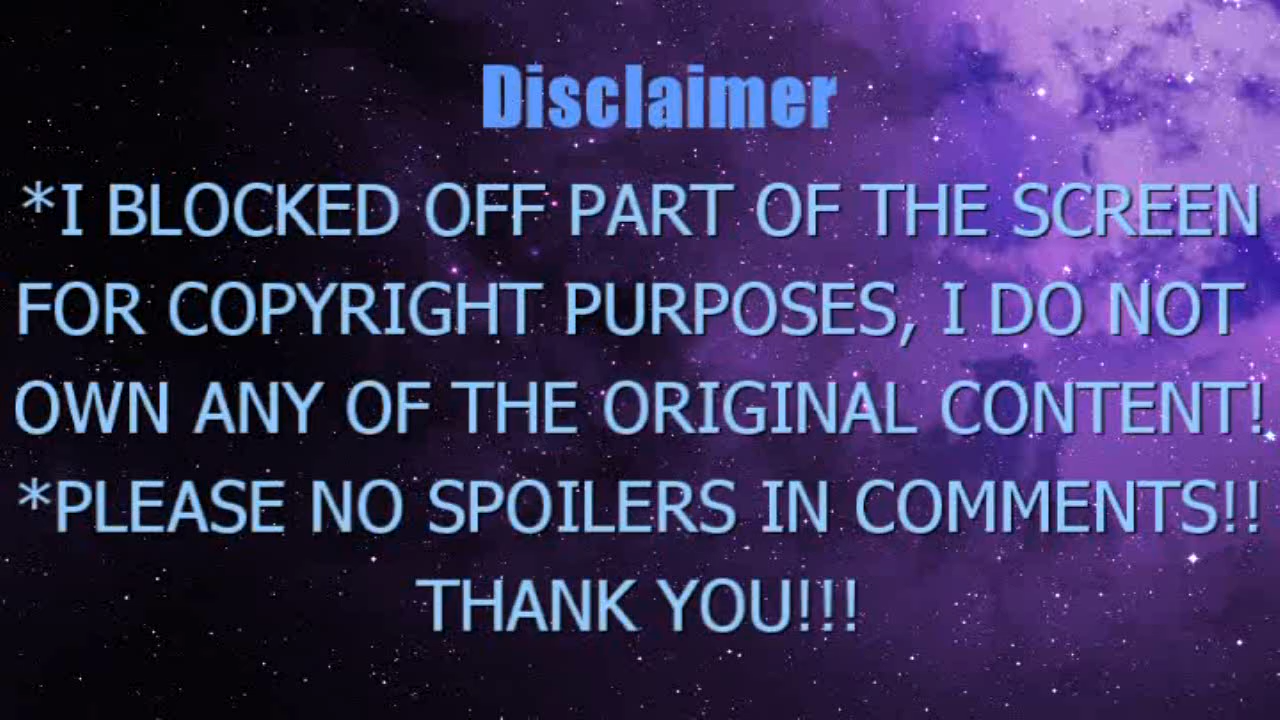 Disclaimer
*I BLOCKED OFF PART OF THE SCREEN
FOR COPYRIGHT PURPOSES, I DO NOT
OWN ANY OF THE ORIGINAL CONTENT!
*PLEASE NO SPOILERS IN COMMENTS!!
THANK YOU!!!